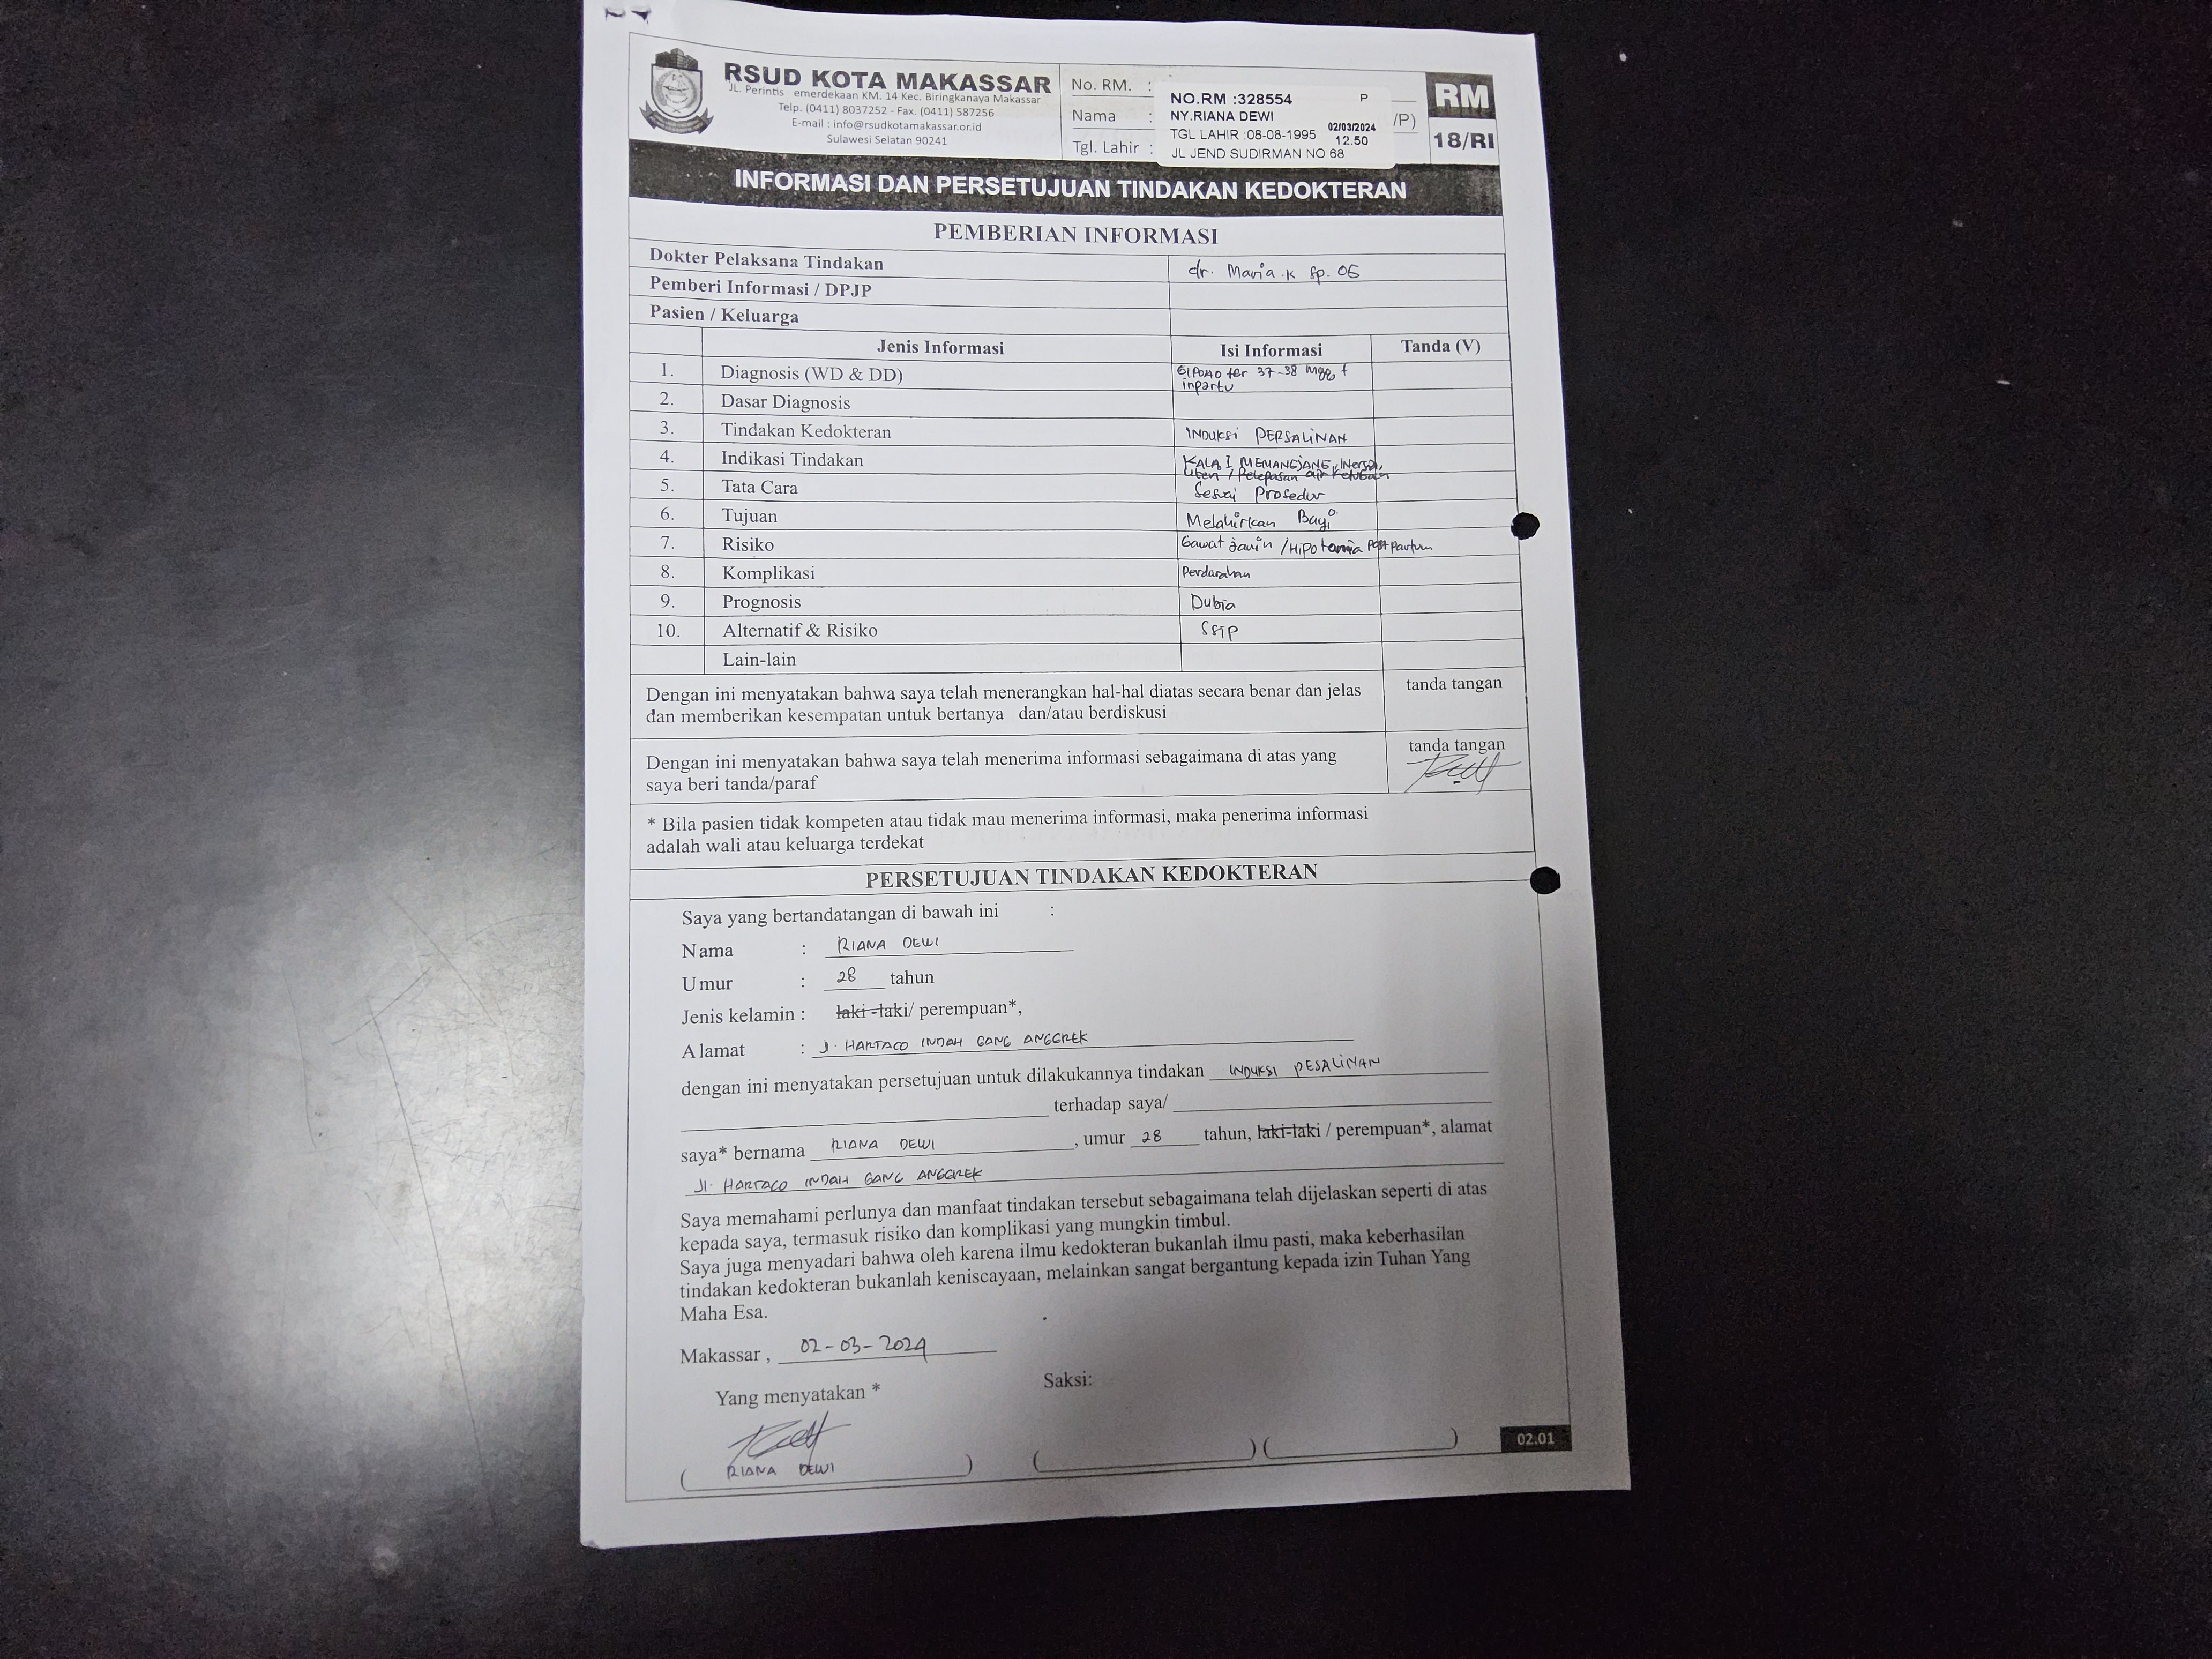 RSUD KOTA MAKASSAR
JL. Perintis emerdekaan KM. 14 Kec. Biringkanaya Makassar
Telp. (0411) 8037252 - Fax. (0411) 587256
E-mail : info@rsudkotamakassar.or.id
Sulawesi Selatan 90241
No. RM. :
Nama :
Tgl. Lahir :
NO.RM :328554 P
NY.RIANA DEWI
TGL LAHIR :08-08-1995 02/03/2024
12.50
JL JEND SUDIRMAN NO 68
/P)
RM
18/RI
INFORMASI DAN PERSETUJUAN TINDAKAN KEDOKTERAN
PEMBERIAN INFORMASI
Dokter Pelaksana Tindakan dr. Maria.K Sp.OG
Pemberi Informasi / DPJP
Pasien / Keluarga
Jenis Informasi Isi Informasi Tanda (V)
1. Diagnosis (WD & DD) G1P0A0 ter 37-38 mgg +
inpartu
2. Dasar Diagnosis
3. Tindakan Kedokteran INDUKSI PERSALINAN
4. Indikasi Tindakan KALA I MEMANJANG, Inersia
Uteri / Pelepasan air Ketuban
5. Tata Cara Sesuai Prosedur
6. Tujuan Melahirkan Bayi
7. Risiko Gawat Janin / Hipotonia Post Partum
8. Komplikasi Perdarahan
9. Prognosis Dubia
10. Alternatif & Risiko
Lain-lain
Dengan ini menyatakan bahwa saya telah menerangkan hal-hal diatas secara benar dan jelas
dan memberikan kesempatan untuk bertanya dan/atau berdiskusi
tanda tangan
Dengan ini menyatakan bahwa saya telah menerima informasi sebagaimana di atas yang
saya beri tanda/paraf
tanda tangan
* Bila pasien tidak kompeten atau tidak mau menerima informasi, maka penerima informasi
adalah wali atau keluarga terdekat
PERSETUJUAN TINDAKAN KEDOKTERAN
Saya yang bertandatangan di bawah ini :
Nama : RIANA DEWI
Umur : 28 tahun
Jenis kelamin : laki-laki/ perempuan*,
Alamat : J. HARTACO INDAH GANG ANGGREK
dengan ini menyatakan persetujuan untuk dilakukannya tindakan INDUKSI PESALINAN
terhadap saya/
saya* bernama RIANA DEWI, umur 28 tahun, laki-laki / perempuan*, alamat
Jl. HARTACO INDAH GANG ANGGREK
Saya memahami perlunya dan manfaat tindakan tersebut sebagaimana telah dijelaskan seperti di atas
kepada saya, termasuk risiko dan komplikasi yang mungkin timbul.
Saya juga menyadari bahwa oleh karena ilmu kedokteran bukanlah ilmu pasti, maka keberhasilan
tindakan kedokteran bukanlah keniscayaan, melainkan sangat bergantung kepada izin Tuhan Yang
Maha Esa.
Makassar, 02-03-2024
Yang menyatakan * Saksi:
( RIANA DEWI ) ( ) ( )
02.01